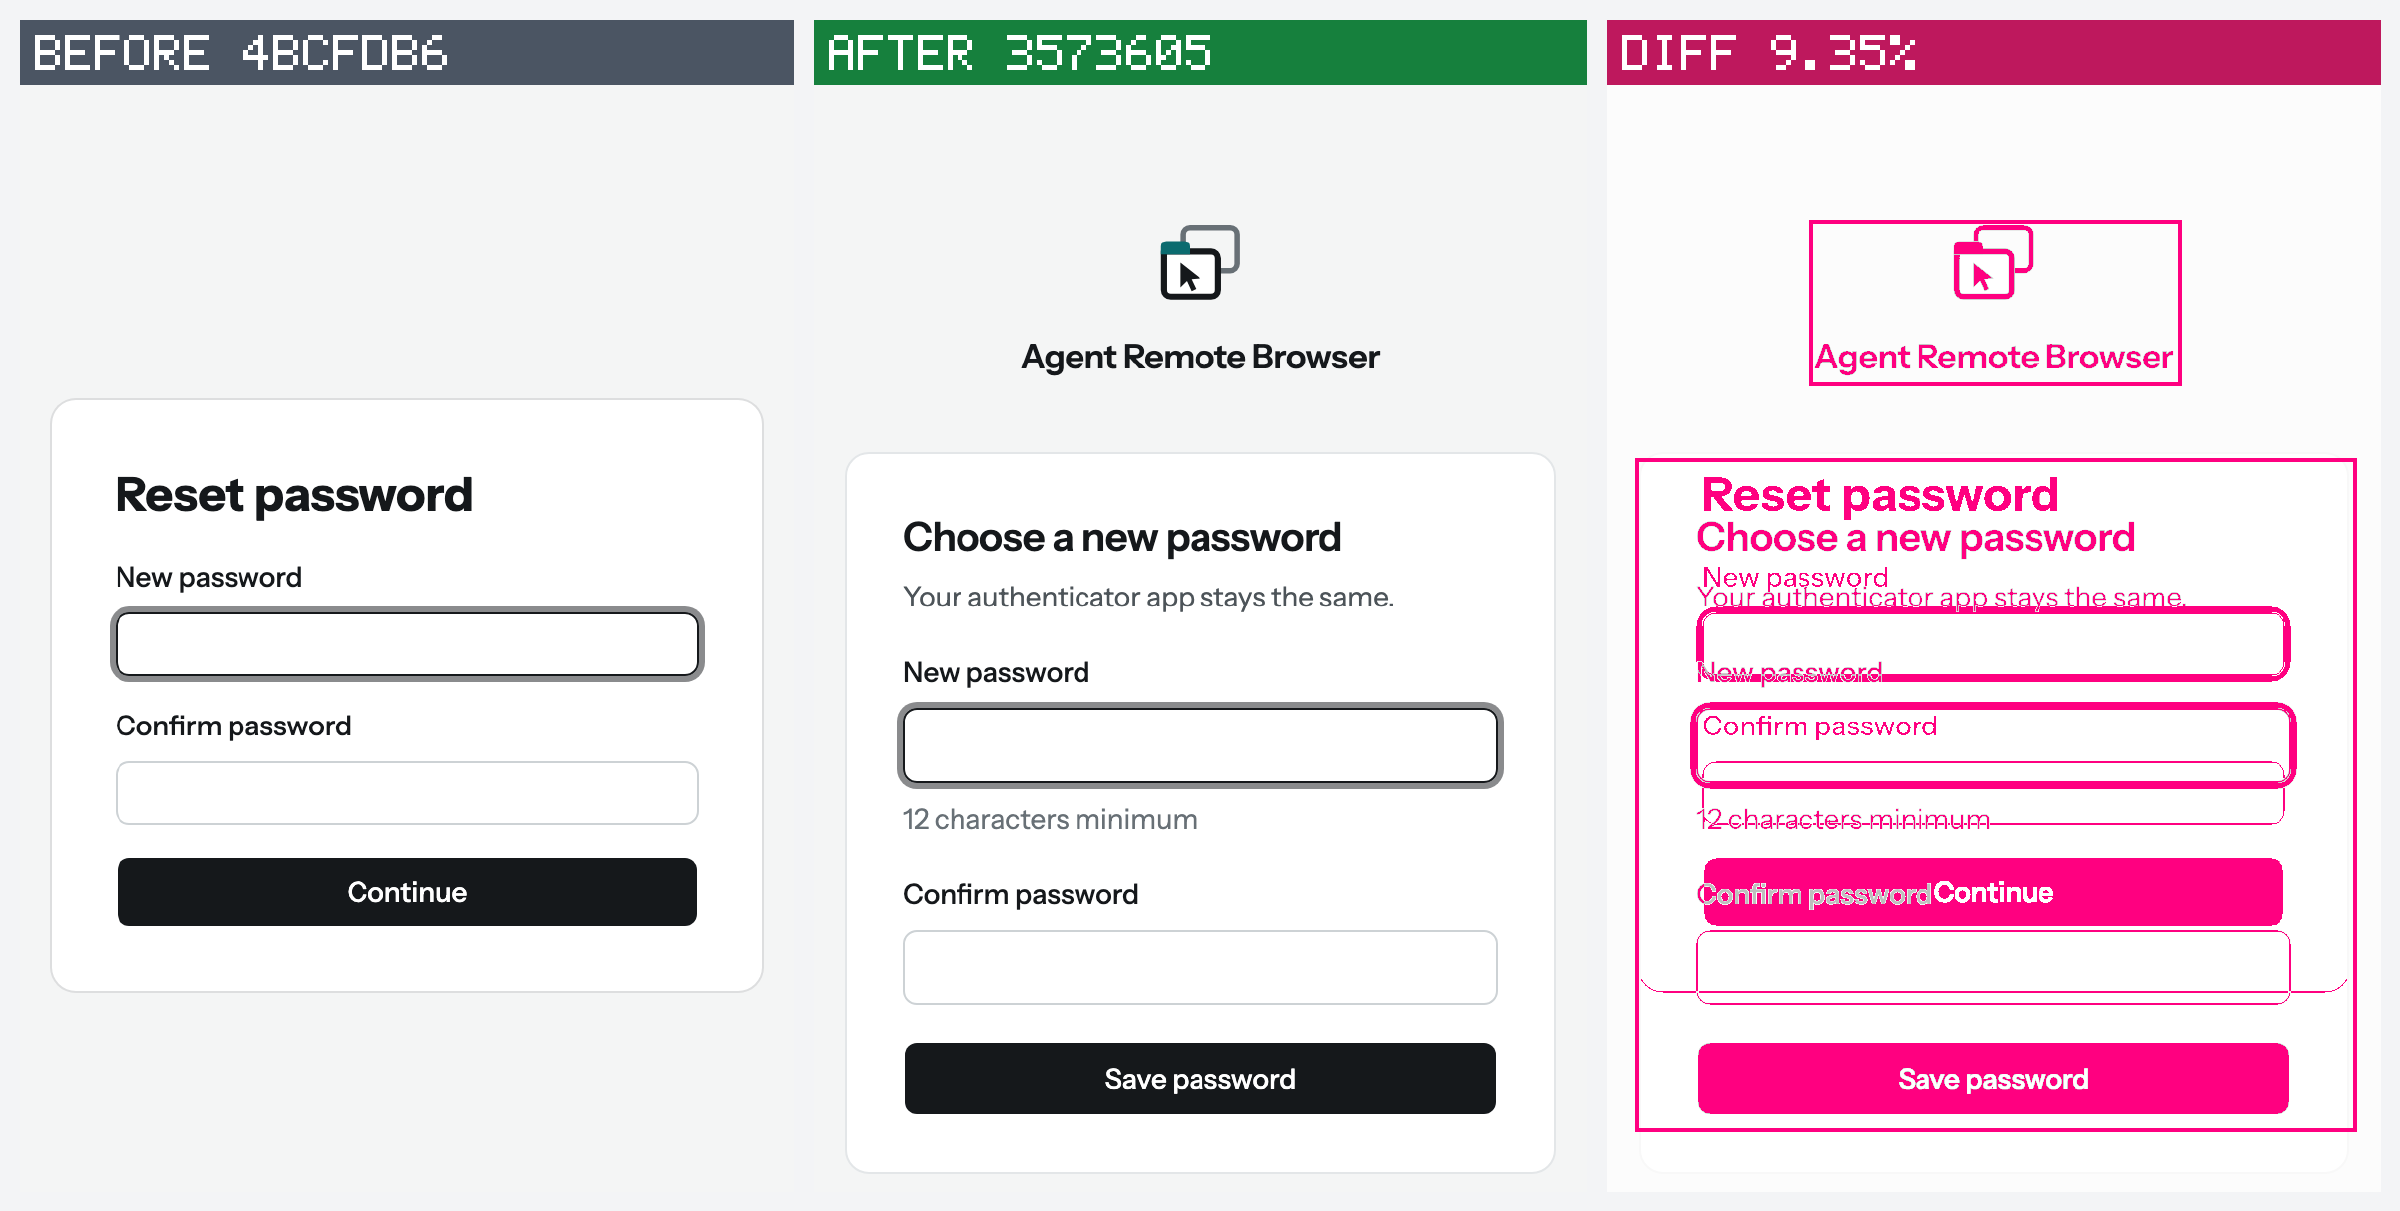 BEFORE 4BCFDB6
Reset password
New password
Confirm password
Continue
AFTER 3573605
Agent Remote Browser
Choose a new password
Your authenticator app stays the same.
New password
12 characters minimum
Confirm password
Save password
DIFF 9.35%
Agent Remote Browser
Reset password
Choose a new password
New password
Your authenticator app stays the same.
New password
Confirm password
12 characters minimum
Confirm password Continue
Save password